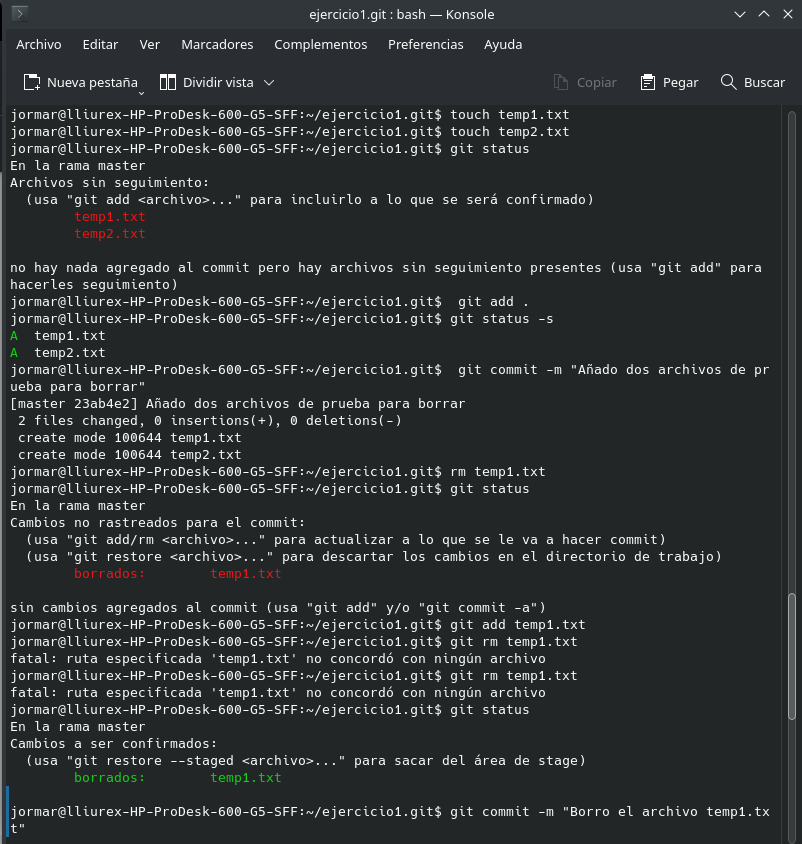 ejercicio1.git : bash — Konsole
Archivo Editar Ver Marcadores Complementos Preferencias Ayuda
Nueva pestaña Dividir vista Copiar Pegar Buscar
jormar@lliurex-HP-ProDesk-600-G5-SFF:~/ejercicio1.git$ touch temp1.txt
jormar@lliurex-HP-ProDesk-600-G5-SFF:~/ejercicio1.git$ touch temp2.txt
jormar@lliurex-HP-ProDesk-600-G5-SFF:~/ejercicio1.git$ git status
En la rama master
Archivos sin seguimiento:
  (usa "git add <archivo>..." para incluirlo a lo que se será confirmado)
        temp1.txt
        temp2.txt

no hay nada agregado al commit pero hay archivos sin seguimiento presentes (usa "git add" para
hacerles seguimiento)
jormar@lliurex-HP-ProDesk-600-G5-SFF:~/ejercicio1.git$  git add .
jormar@lliurex-HP-ProDesk-600-G5-SFF:~/ejercicio1.git$ git status -s
A  temp1.txt
A  temp2.txt
jormar@lliurex-HP-ProDesk-600-G5-SFF:~/ejercicio1.git$  git commit -m "Añado dos archivos de pr
ueba para borrar"
[master 23ab4e2] Añado dos archivos de prueba para borrar
 2 files changed, 0 insertions(+), 0 deletions(-)
 create mode 100644 temp1.txt
 create mode 100644 temp2.txt
jormar@lliurex-HP-ProDesk-600-G5-SFF:~/ejercicio1.git$ rm temp1.txt
jormar@lliurex-HP-ProDesk-600-G5-SFF:~/ejercicio1.git$ git status
En la rama master
Cambios no rastreados para el commit:
  (usa "git add/rm <archivo>..." para actualizar a lo que se le va a hacer commit)
  (usa "git restore <archivo>..." para descartar los cambios en el directorio de trabajo)
        borrados:        temp1.txt

sin cambios agregados al commit (usa "git add" y/o "git commit -a")
jormar@lliurex-HP-ProDesk-600-G5-SFF:~/ejercicio1.git$ git add temp1.txt
jormar@lliurex-HP-ProDesk-600-G5-SFF:~/ejercicio1.git$ git rm temp1.txt
fatal: ruta especificada 'temp1.txt' no concordó con ningún archivo
jormar@lliurex-HP-ProDesk-600-G5-SFF:~/ejercicio1.git$ git rm temp1.txt
fatal: ruta especificada 'temp1.txt' no concordó con ningún archivo
jormar@lliurex-HP-ProDesk-600-G5-SFF:~/ejercicio1.git$ git status
En la rama master
Cambios a ser confirmados:
  (usa "git restore --staged <archivo>..." para sacar del área de stage)
        borrados:        temp1.txt

jormar@lliurex-HP-ProDesk-600-G5-SFF:~/ejercicio1.git$ git commit -m "Borro el archivo temp1.tx
t"